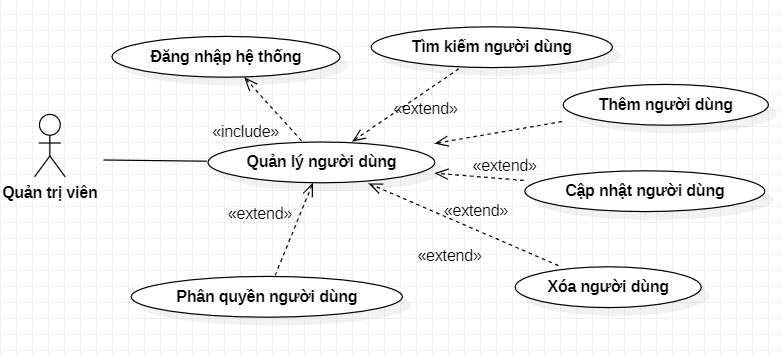 Đăng nhập hệ thống
Tìm kiếm người dùng
«extend»
Thêm người dùng
«include»
Quản lý người dùng
«extend»
Quản trị viên
Cập nhật người dùng
«extend»
«extend»
«extend»
Phân quyền người dùng
Xóa người dùng